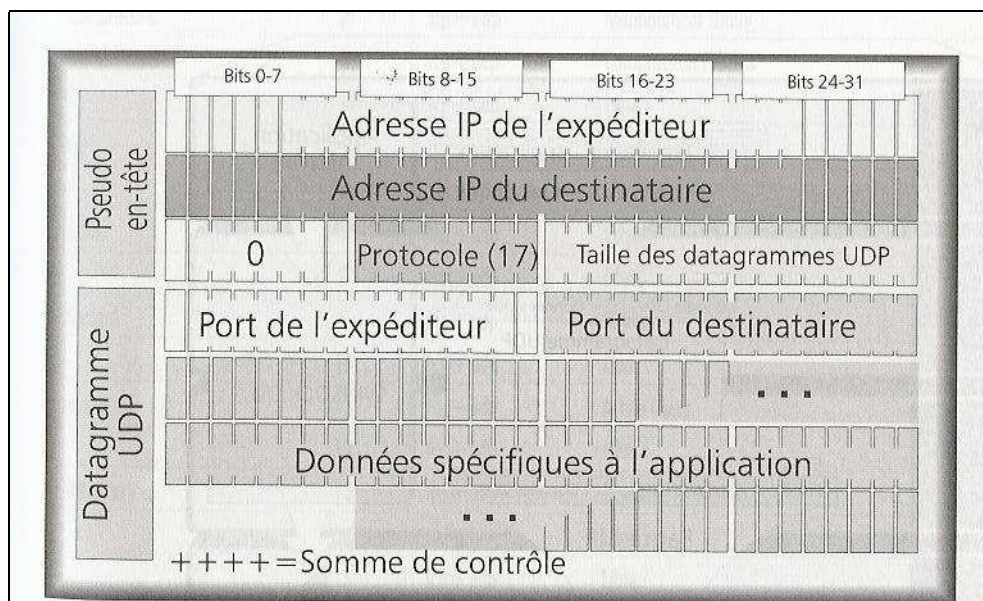 Bits 0-7 Bits 8-15 Bits 16-23 Bits 24-31
Pseudo
en-tête
Adresse IP de l'expéditeur
Adresse IP du destinataire
0 Protocole (17) Taille des datagrammes UDP
Datagramme
UDP
Port de l'expéditeur Port du destinataire
...
Données spécifiques à l'application
...
++++=Somme de contrôle